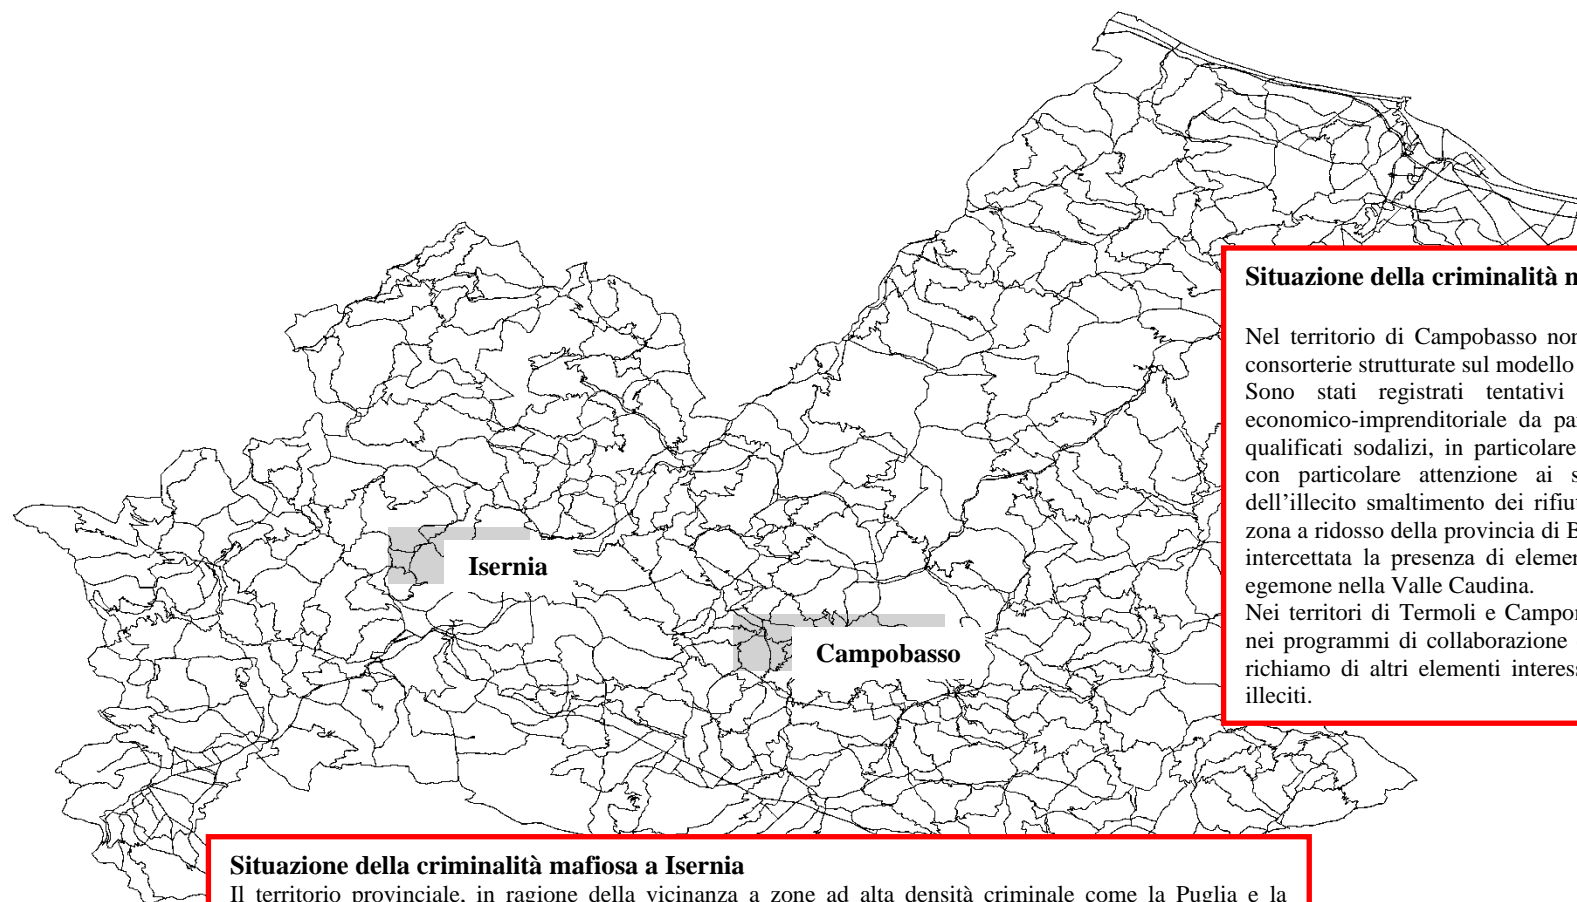 Situazione della criminalità m
Nel territorio di Campobasso non
consorterie strutturate sul modello
Sono stati registrati tentativi
economico-imprenditoriale da par
qualificati sodalizi, in particolare
con particolare attenzione ai s
dell’illecito smaltimento dei rifiut
zona a ridosso della provincia di B
intercettata la presenza di elemen
egemone nella Valle Caudina.
Nei territori di Termoli e Campor
nei programmi di collaborazione
richiamo di altri elementi interess
illeciti.
Isernia
Campobasso
Situazione della criminalità mafiosa a Isernia
Il territorio provinciale, in ragione della vicinanza a zone ad alta densità criminale come la Puglia e la